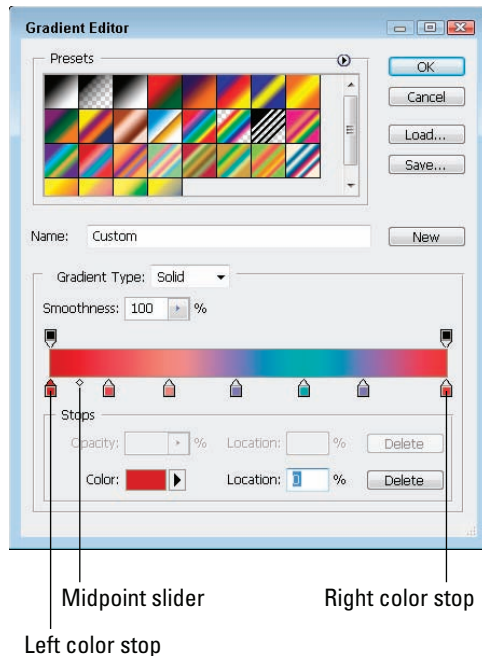 Gradient Editor
Presets
OK
Cancel
Load...
Save...
Name: Custom
New
Gradient Type: Solid
Smoothness: 100 %
Stops
Opacity: % Location: % Delete
Color: Location: 0 % Delete
Midpoint slider
Right color stop
Left color stop